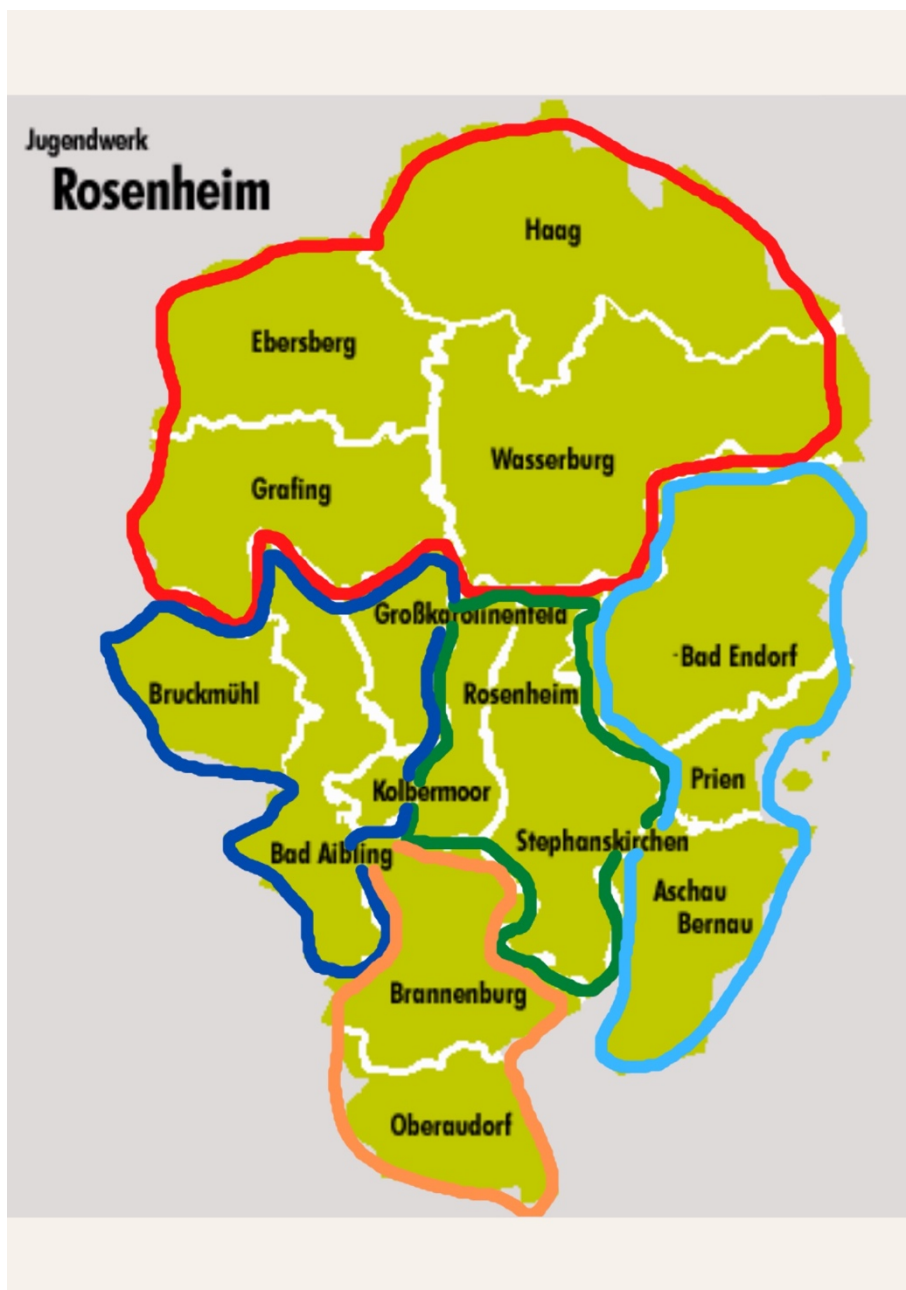 Jugendwerk
Rosenheim
Haag
Ebersberg
Wasserburg
Grafing
Großkarolinenfeld
-Bad Endorf
Bruckmühl
Rosenheim
Prien
Kolbermoor
Stephanskirchen
Bad Aibling
Aschau
Bernau
Brannenburg
Oberaudorf